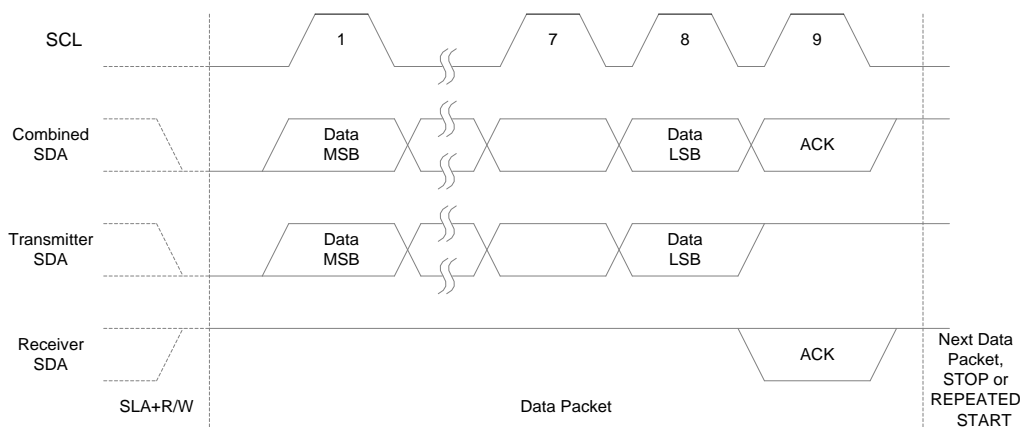 SCL
1
7
8
9
Combined
SDA
Data
MSB
Data
LSB
ACK
Transmitter
SDA
Data
MSB
Data
LSB
Receiver
SDA
ACK
SLA+R/W
Data Packet
Next Data
Packet,
STOP or
REPEATED
START